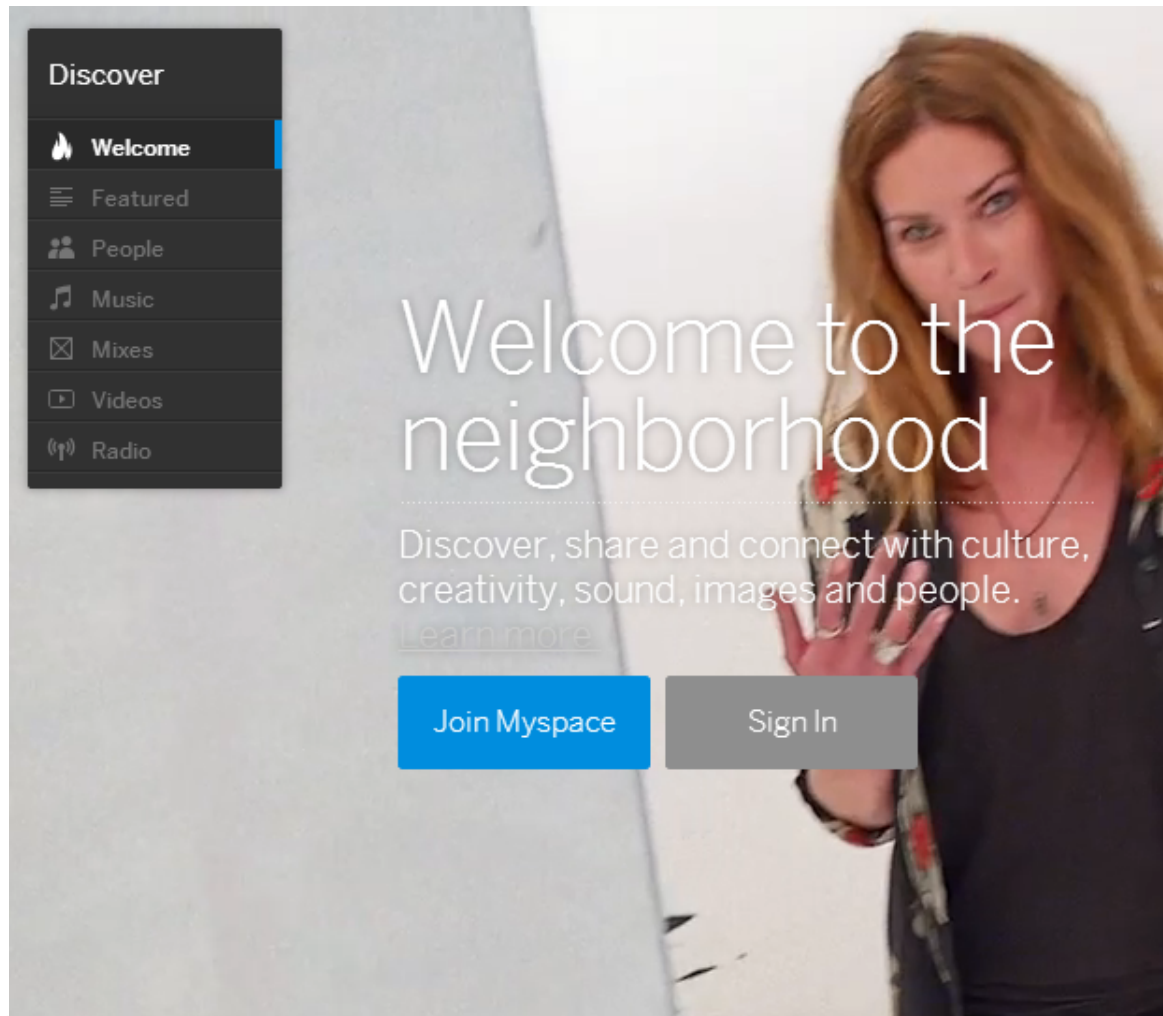 Discover
Welcome
Featured
People
Music
Mixes
Videos
Radio
Welcome to the
neighborhood
Discover, share and connect with culture,
creativity, sound, images and people.
Learn more.
Join Myspace
Sign In